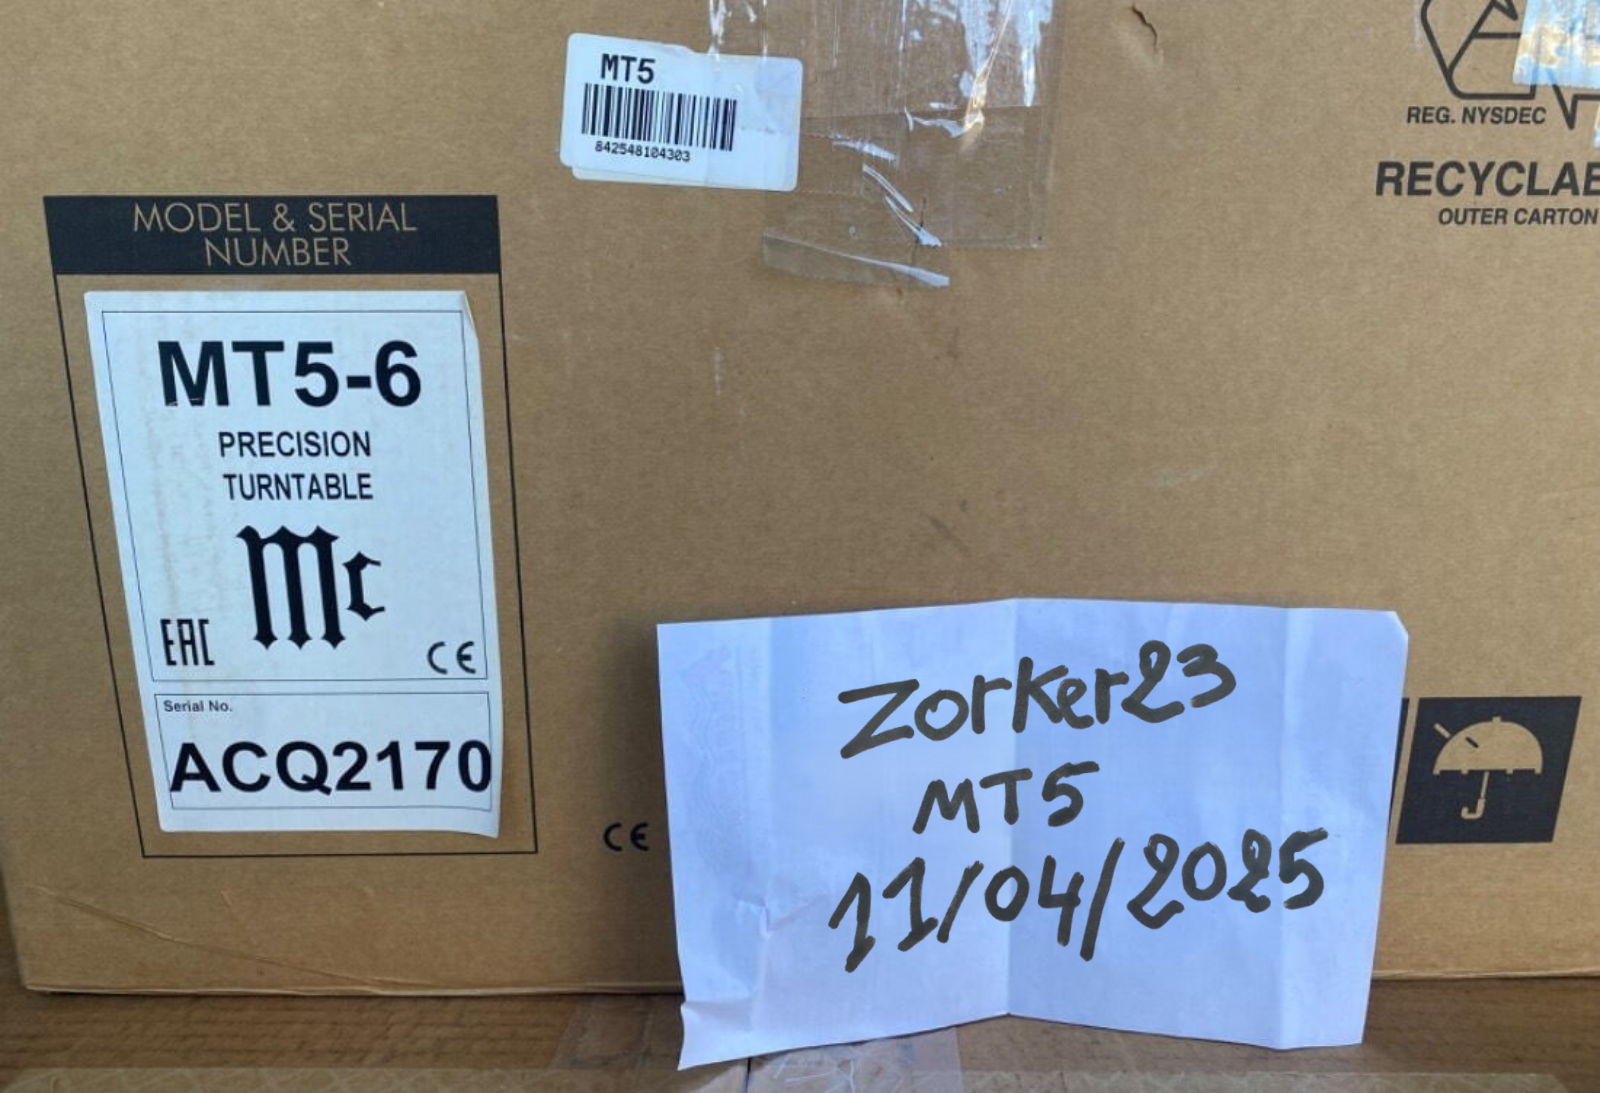 MT5
842548104303
REG. NYSDEC
OUTER CARTON
MODEL & SERIAL
NUMBER
MT5-6
PRECISION
TURNTABLE
Mc
EAC
CE
Serial No.
ACQ2170
CE
Zorker23
MT5
11/04/2025